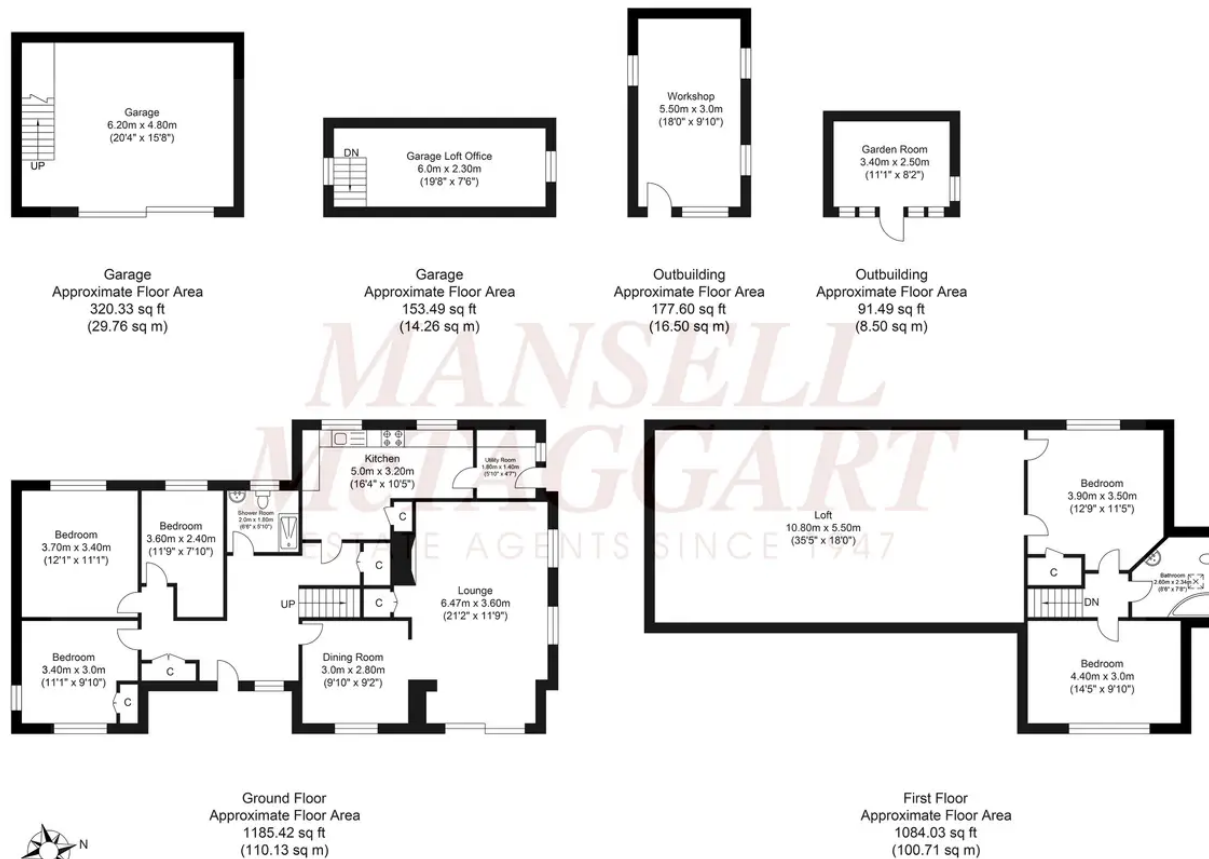 Garage
6.20m x 4.80m
(20'4" x 15'8")
UP
Garage
Approximate Floor Area
320.33 sq ft
(29.76 sq m)
DN
Garage Loft Office
6.0m x 2.30m
(19'8" x 7'6")
Garage
Approximate Floor Area
153.49 sq ft
(14.26 sq m)
Workshop
5.50m x 3.0m
(18'0" x 9'10")
Outbuilding
Approximate Floor Area
177.60 sq ft
(16.50 sq m)
Garden Room
3.40m x 2.50m
(11'1" x 8'2")
Outbuilding
Approximate Floor Area
91.49 sq ft
(8.50 sq m)
MANSELL
McTAGGART
ESTATE AGENTS SINCE 1947
Kitchen
5.0m x 3.20m
(16'4" x 10'5")
Utility Room
1.80m x 1.40m
(5'10" x 4'7")
Shower Room
2.0m x 1.80m
(6'6" x 5'10")
Bedroom
3.70m x 3.40m
(12'1" x 11'1")
Bedroom
3.60m x 2.40m
(11'9" x 7'10")
C
C
C
UP
Lounge
6.47m x 3.60m
(21'2" x 11'9")
Bedroom
3.40m x 3.0m
(11'1" x 9'10")
C
C
Dining Room
3.0m x 2.80m
(9'10" x 9'2")
Ground Floor
Approximate Floor Area
1185.42 sq ft
(110.13 sq m)
N
Loft
10.80m x 5.50m
(35'5" x 18'0")
Bedroom
3.90m x 3.50m
(12'9" x 11'5")
C
DN
Bathroom
2.60m x 2.34m
(8'6" x 7'8")
Bedroom
4.40m x 3.0m
(14'5" x 9'10")
First Floor
Approximate Floor Area
1084.03 sq ft
(100.71 sq m)